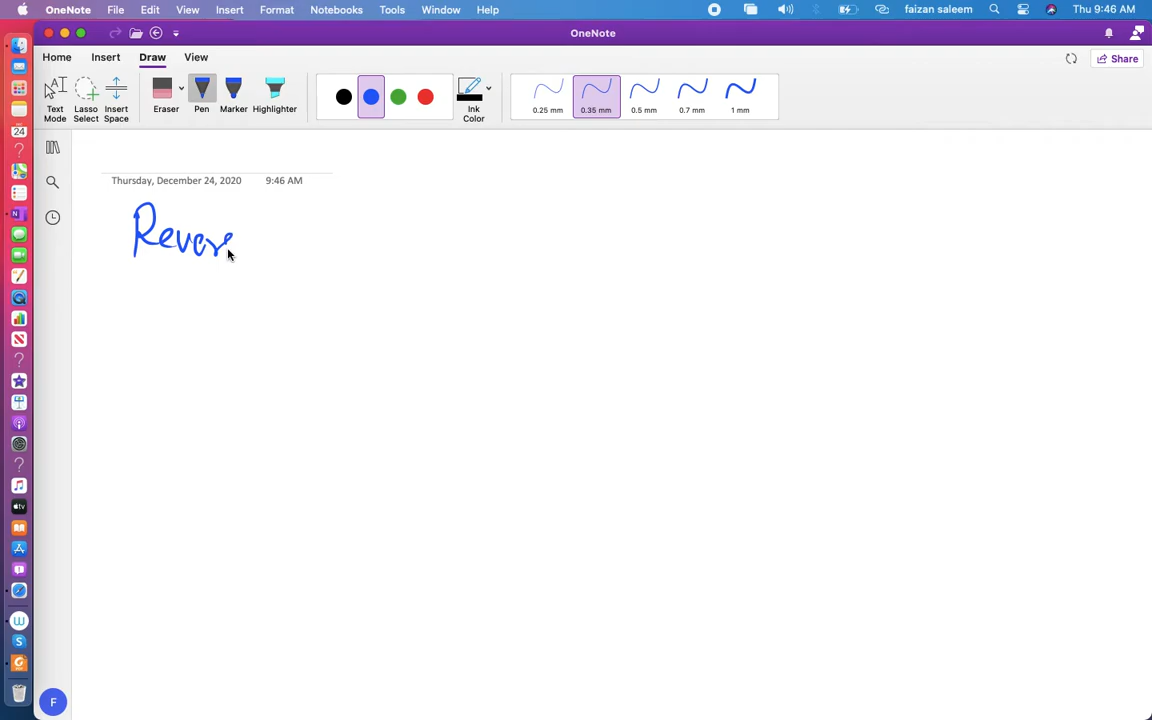 OneNote File Edit View Insert Format Notebooks Tools Window Help faizan saleem Thu 9:46 AM
OneNote
Home Insert Draw View Share
Text Mode Lasso Select Insert Space Eraser Pen Marker Highlighter Ink Color 0.25 mm 0.35 mm 0.5 mm 0.7 mm 1 mm
24
Thursday, December 24, 2020 9:46 AM
Revers
F